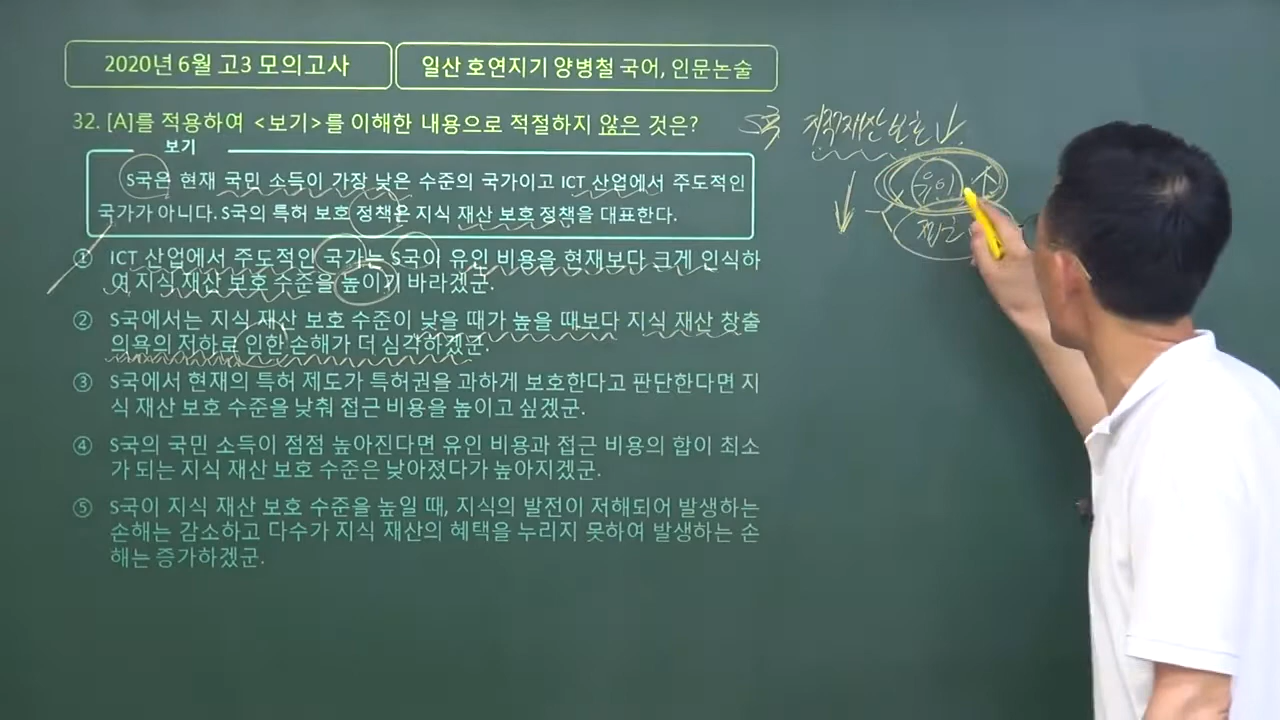 2020년 6월 고3 모의고사
일산 호연지기 양병철 국어, 인문논술
32. [A]를 적용하여 <보기>를 이해한 내용으로 적절하지 않은 것은?
보기
S국은 현재 국민 소득이 가장 낮은 수준의 국가이고 ICT 산업에서 주도적인
국가가 아니다. S국의 특허 보호 정책은 지식 재산 보호 정책을 대표한다.
① ICT 산업에서 주도적인 국가는 S국이 유인 비용을 현재보다 크게 인식하
여 지식 재산 보호 수준을 높이기 바라겠군.
② S국에서는 지식 재산 보호 수준이 낮을 때가 높을 때보다 지식 재산 창출
의욕의 저하로 인한 손해가 더 심각하겠군.
③ S국에서 현재의 특허 제도가 특허권을 과하게 보호한다고 판단한다면 지
식 재산 보호 수준을 낮춰 접근 비용을 높이고 싶겠군.
④ S국의 국민 소득이 점점 높아진다면 유인 비용과 접근 비용의 합이 최소
가 되는 지식 재산 보호 수준은 낮아졌다가 높아지겠군.
⑤ S국이 지식 재산 보호 수준을 높일 때, 지식의 발전이 저해되어 발생하는
손해는 감소하고 다수가 지식 재산의 혜택을 누리지 못하여 발생하는 손
해는 증가하겠군.
S국 지식재산보호 ↓
유인 ↑
접근